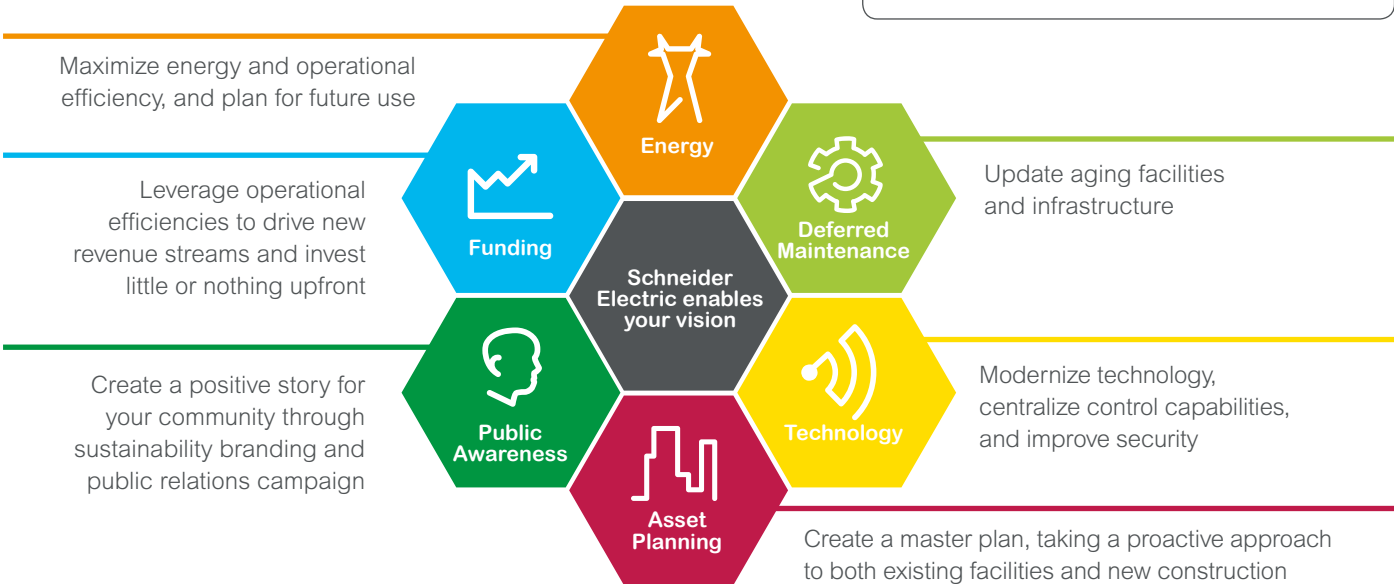 Maximize energy and operational
efficiency, and plan for future use
Energy
Leverage operational
efficiencies to drive new
revenue streams and invest
little or nothing upfront
Funding
Deferred
Maintenance
Update aging facilities
and infrastructure
Schneider
Electric enables
your vision
Create a positive story for
your community through
sustainability branding and
public relations campaign
Public
Awareness
Technology
Modernize technology,
centralize control capabilities,
and improve security
Asset
Planning
Create a master plan, taking a proactive approach
to both existing facilities and new construction